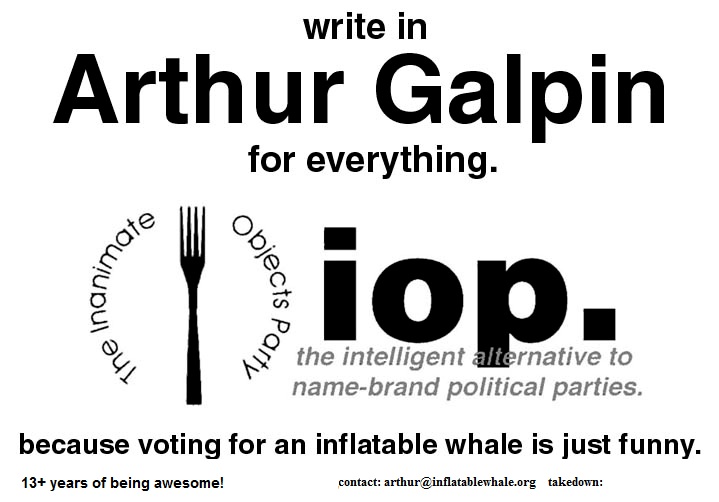 write in
Arthur Galpin
for everything.
The Inanimate
Objects Party
iop.
the intelligent alternative to
name-brand political parties.
because voting for an inflatable whale is just funny.
13+ years of being awesome!
contact: arthur@inflatablewhale.org takedown: